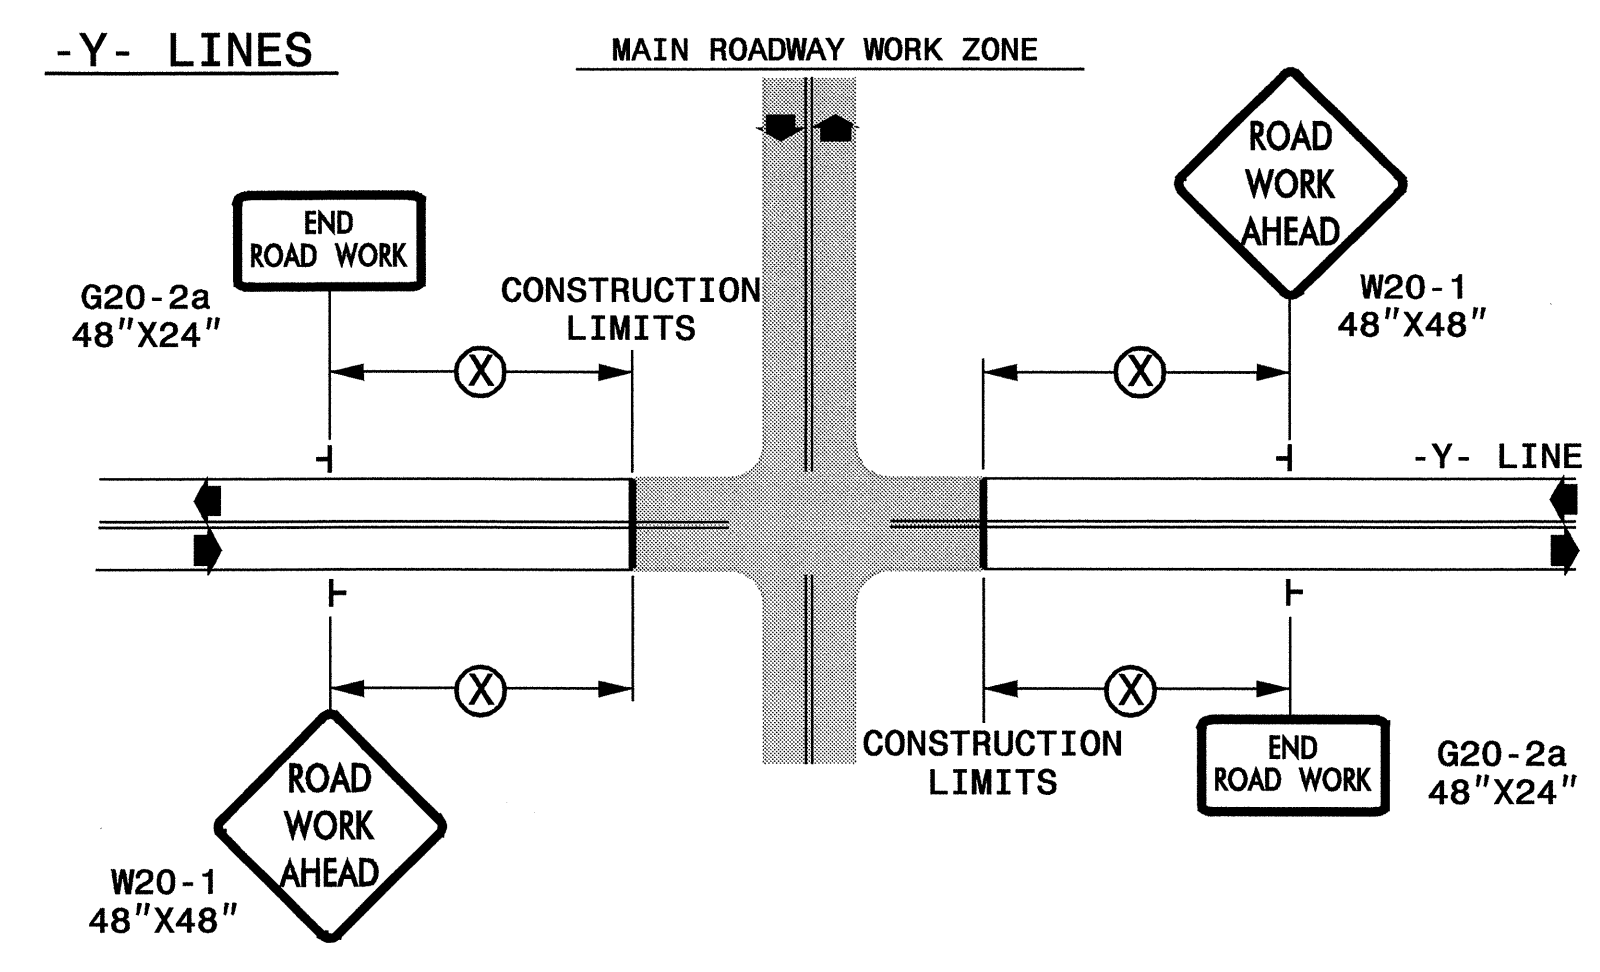 -Y- LINES
MAIN ROADWAY WORK ZONE
ROAD
WORK
AHEAD
END
ROAD WORK
G20-2a
48"X24"
CONSTRUCTION
LIMITS
W20-1
48"X48"
X
X
-Y- LINE
X
X
CONSTRUCTION
LIMITS
END
ROAD WORK
G20-2a
48"X24"
ROAD
WORK
AHEAD
W20-1
48"X48"